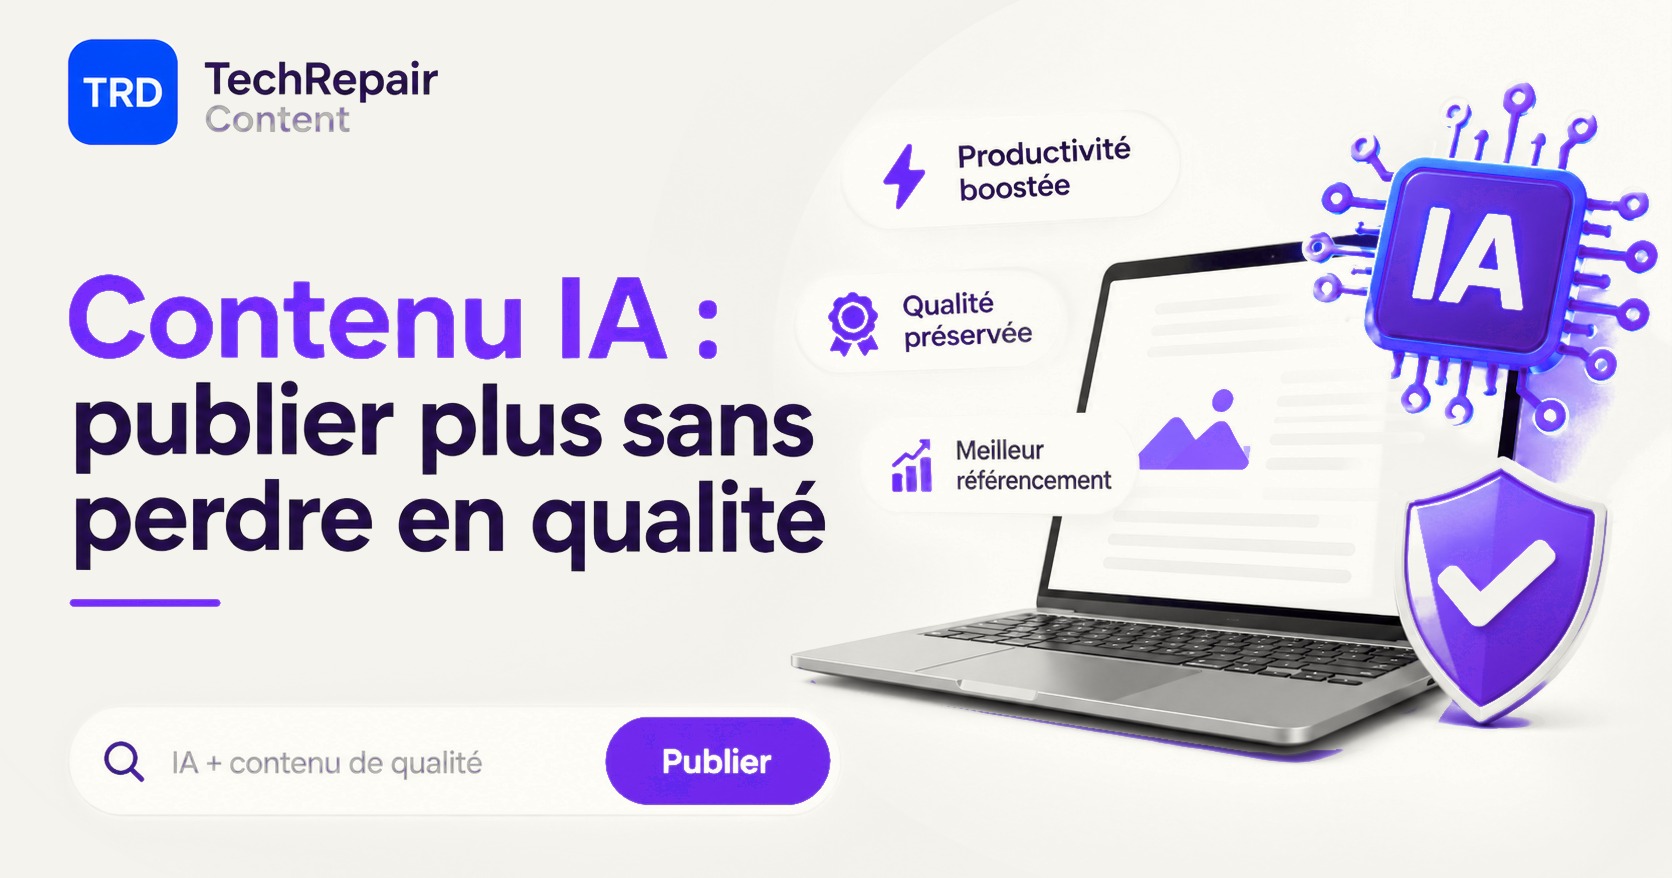 TRD
TechRepair
Content
Contenu IA :
publier plus sans
perdre en qualité
IA + contenu de qualité
Publier
Productivité
boostée
Qualité
préservée
Meilleur
référencement
IA